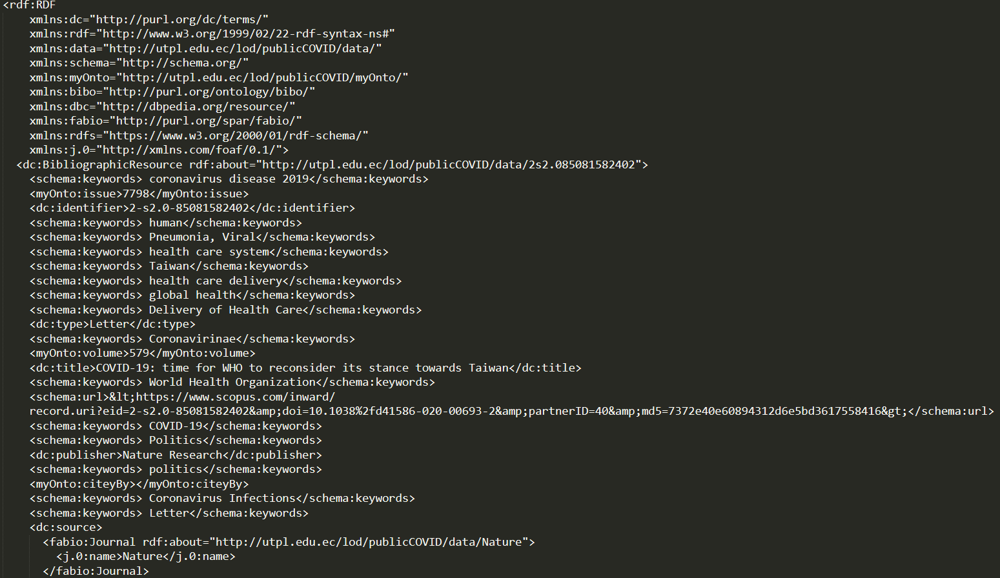 <rdf:RDF
xmlns:dc="http://purl.org/dc/terms/"
xmlns:rdf="http://www.w3.org/1999/02/22-rdf-syntax-ns#"
xmlns:data="http://utpl.edu.ec/lod/publicCOVID/data/"
xmlns:schema="http://schema.org/"
xmlns:myOnto="http://utpl.edu.ec/lod/publicCOVID/myOnto/"
xmlns:bibo="http://purl.org/ontology/bibo/"
xmlns:dbc="http://dbpedia.org/resource/"
xmlns:fabio="http://purl.org/spar/fabio/"
xmlns:rdfs="https://www.w3.org/2000/01/rdf-schema/"
xmlns:j.0="http://xmlns.com/foaf/0.1/">
<dc:BibliographicResource rdf:about="http://utpl.edu.ec/lod/publicCOVID/data/2s2.085081582402">
<schema:keywords> coronavirus disease 2019</schema:keywords>
<myOnto:issue>7798</myOnto:issue>
<dc:identifier>2-s2.0-85081582402</dc:identifier>
<schema:keywords> human</schema:keywords>
<schema:keywords> Pneumonia, Viral</schema:keywords>
<schema:keywords> health care system</schema:keywords>
<schema:keywords> Taiwan</schema:keywords>
<schema:keywords> health care delivery</schema:keywords>
<schema:keywords> global health</schema:keywords>
<schema:keywords> Delivery of Health Care</schema:keywords>
<dc:type>Letter</dc:type>
<schema:keywords> Coronavirinae</schema:keywords>
<myOnto:volume>579</myOnto:volume>
<dc:title>COVID-19: time for WHO to reconsider its stance towards Taiwan</dc:title>
<schema:keywords> World Health Organization</schema:keywords>
<schema:url>&lt;https://www.scopus.com/inward/
record.uri?eid=2-s2.0-85081582402&amp;doi=10.1038%2fd41586-020-00693-2&amp;partnerID=40&amp;md5=7372e40e60894312d6e5bd3617558416&gt;</schema:url>
<schema:keywords> COVID-19</schema:keywords>
<schema:keywords> Politics</schema:keywords>
<dc:publisher>Nature Research</dc:publisher>
<schema:keywords> politics</schema:keywords>
<myOnto:citeyBy></myOnto:citeyBy>
<schema:keywords> Coronavirus Infections</schema:keywords>
<schema:keywords> Letter</schema:keywords>
<dc:source>
<fabio:Journal rdf:about="http://utpl.edu.ec/lod/publicCOVID/data/Nature">
<j.0:name>Nature</j.0:name>
</fabio:Journal>